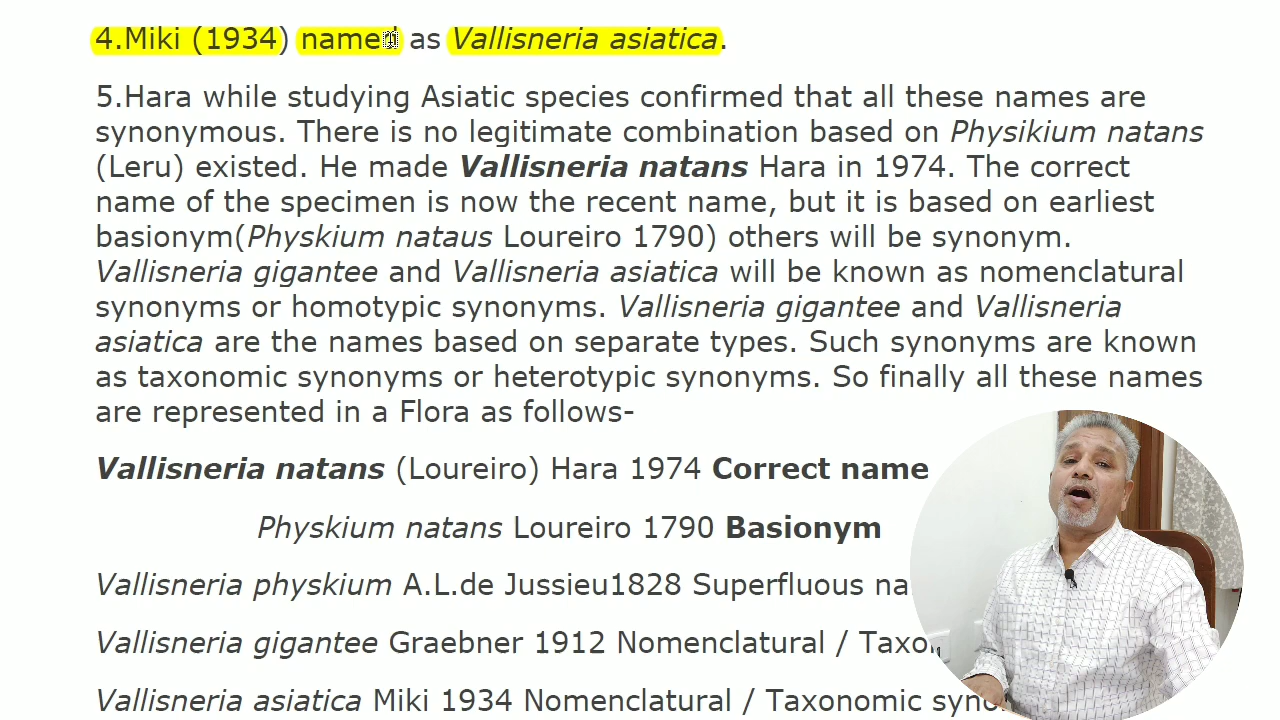 4.Miki (1934) named as Vallisneria asiatica.
5.Hara while studying Asiatic species confirmed that all these names are
synonymous. There is no legitimate combination based on Physikium natans
(Leru) existed. He made Vallisneria natans Hara in 1974. The correct
name of the specimen is now the recent name, but it is based on earliest
basionym(Physkium nataus Loureiro 1790) others will be synonym.
Vallisneria gigantee and Vallisneria asiatica will be known as nomenclatural
synonyms or homotypic synonyms. Vallisneria gigantee and Vallisneria
asiatica are the names based on separate types. Such synonyms are known
as taxonomic synonyms or heterotypic synonyms. So finally all these names
are represented in a Flora as follows-
Vallisneria natans (Loureiro) Hara 1974 Correct name
Physkium natans Loureiro 1790 Basionym
Vallisneria physkium A.L.de Jussieu1828 Superfluous
Vallisneria gigantee Graebner 1912 Nomenclatural /
Vallisneria asiatica Miki 1934 Nomenclatural / Taxonomic